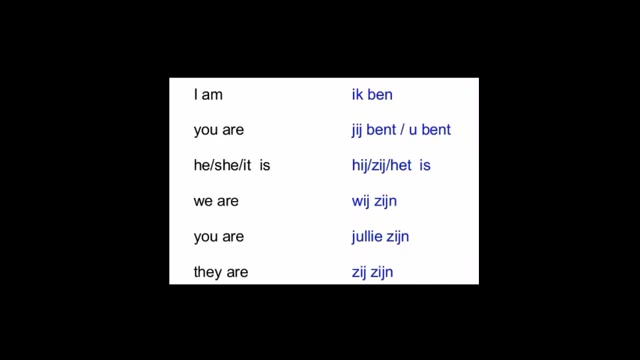 I am ik ben
you are jij bent / u bent
he/she/it is hij/zij/het is
we are wij zijn
you are jullie zijn
they are zij zijn